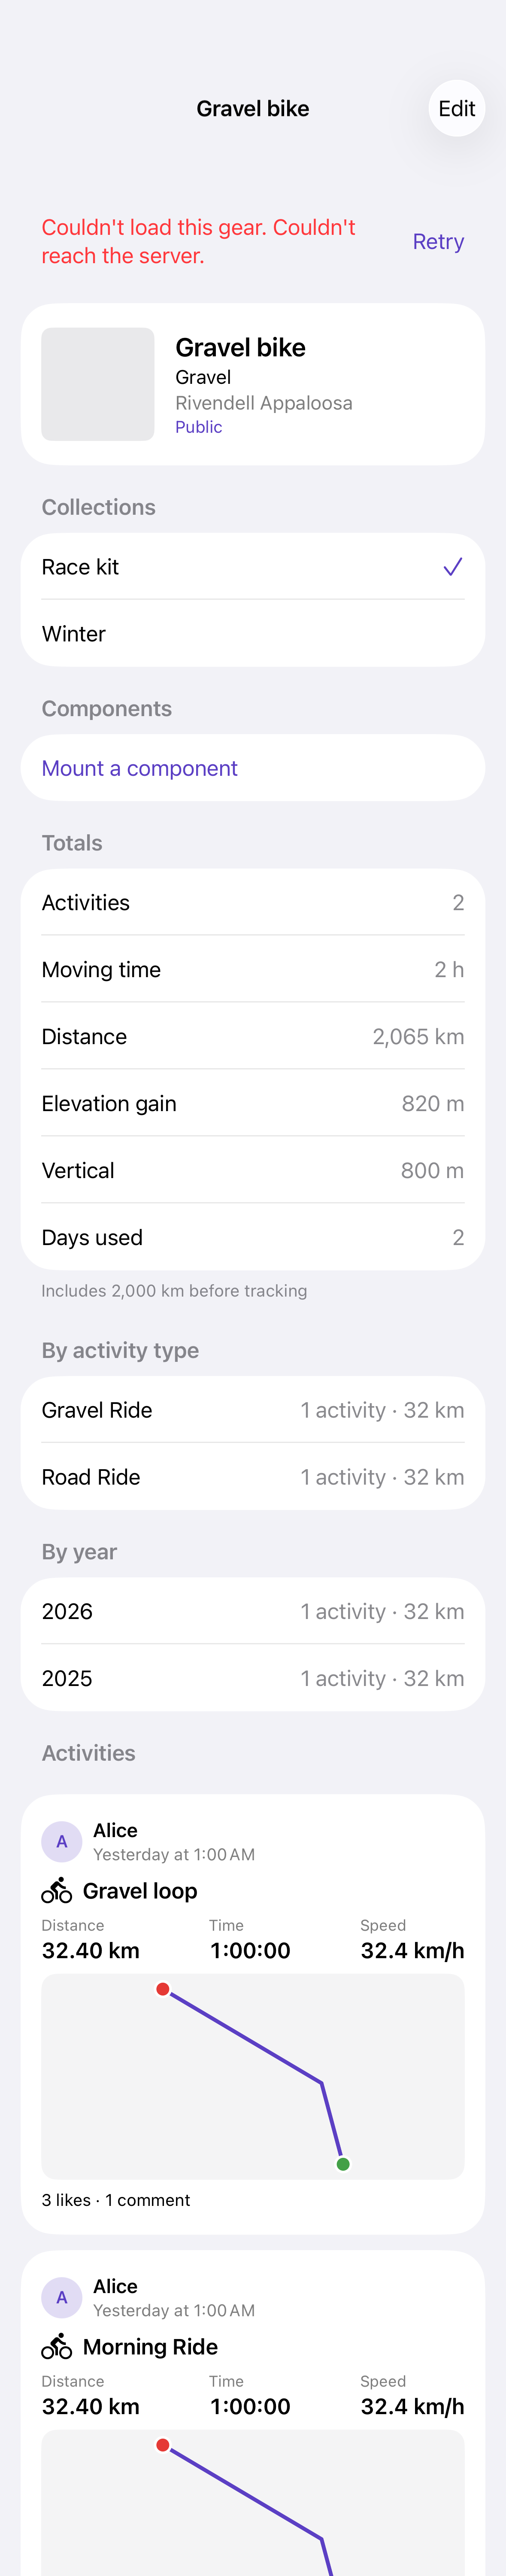 Gravel bike
Edit
Couldn't load this gear. Couldn't
reach the server.
Retry
Gravel bike
Gravel
Rivendell Appaloosa
Public
Collections
Race kit
Winter
Components
Mount a component
Totals
Activities 2
Moving time 2 h
Distance 2,065 km
Elevation gain 820 m
Vertical 800 m
Days used 2
Includes 2,000 km before tracking
By activity type
Gravel Ride 1 activity · 32 km
Road Ride 1 activity · 32 km
By year
2026 1 activity · 32 km
2025 1 activity · 32 km
Activities
A
Alice
Yesterday at 1:00 AM
Gravel loop
Distance Time Speed
32.40 km 1:00:00 32.4 km/h
3 likes · 1 comment
A
Alice
Yesterday at 1:00 AM
Morning Ride
Distance Time Speed
32.40 km 1:00:00 32.4 km/h